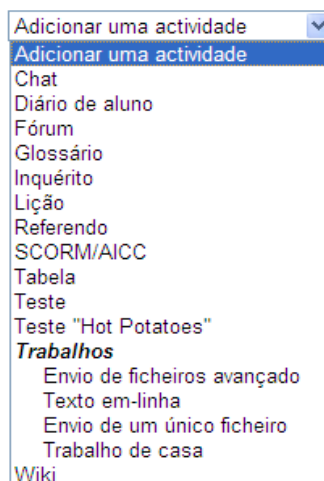 Adicionar uma actividade
Adicionar uma actividade
Chat
Diário de aluno
Fórum
Glossário
Inquérito
Lição
Referendo
SCORM/AICC
Tabela
Teste
Teste "Hot Potatoes"
Trabalhos
Envio de ficheiros avançado
Texto em-linha
Envio de um único ficheiro
Trabalho de casa
Wiki